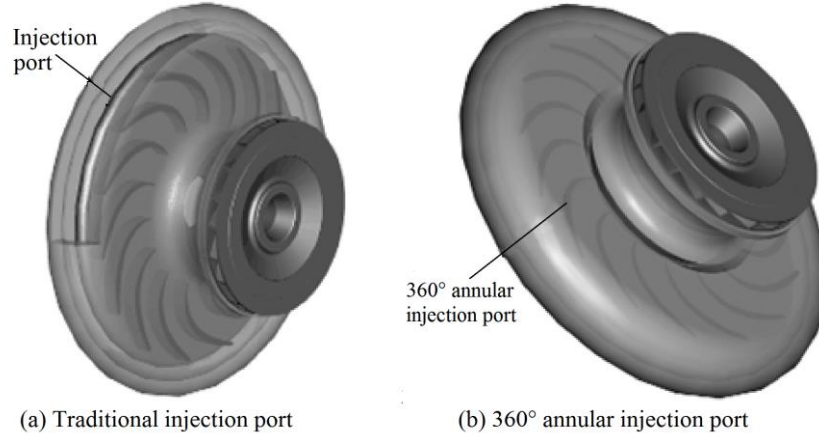 Injection
port
360° annular
injection port
(a) Traditional injection port
(b) 360° annular injection port